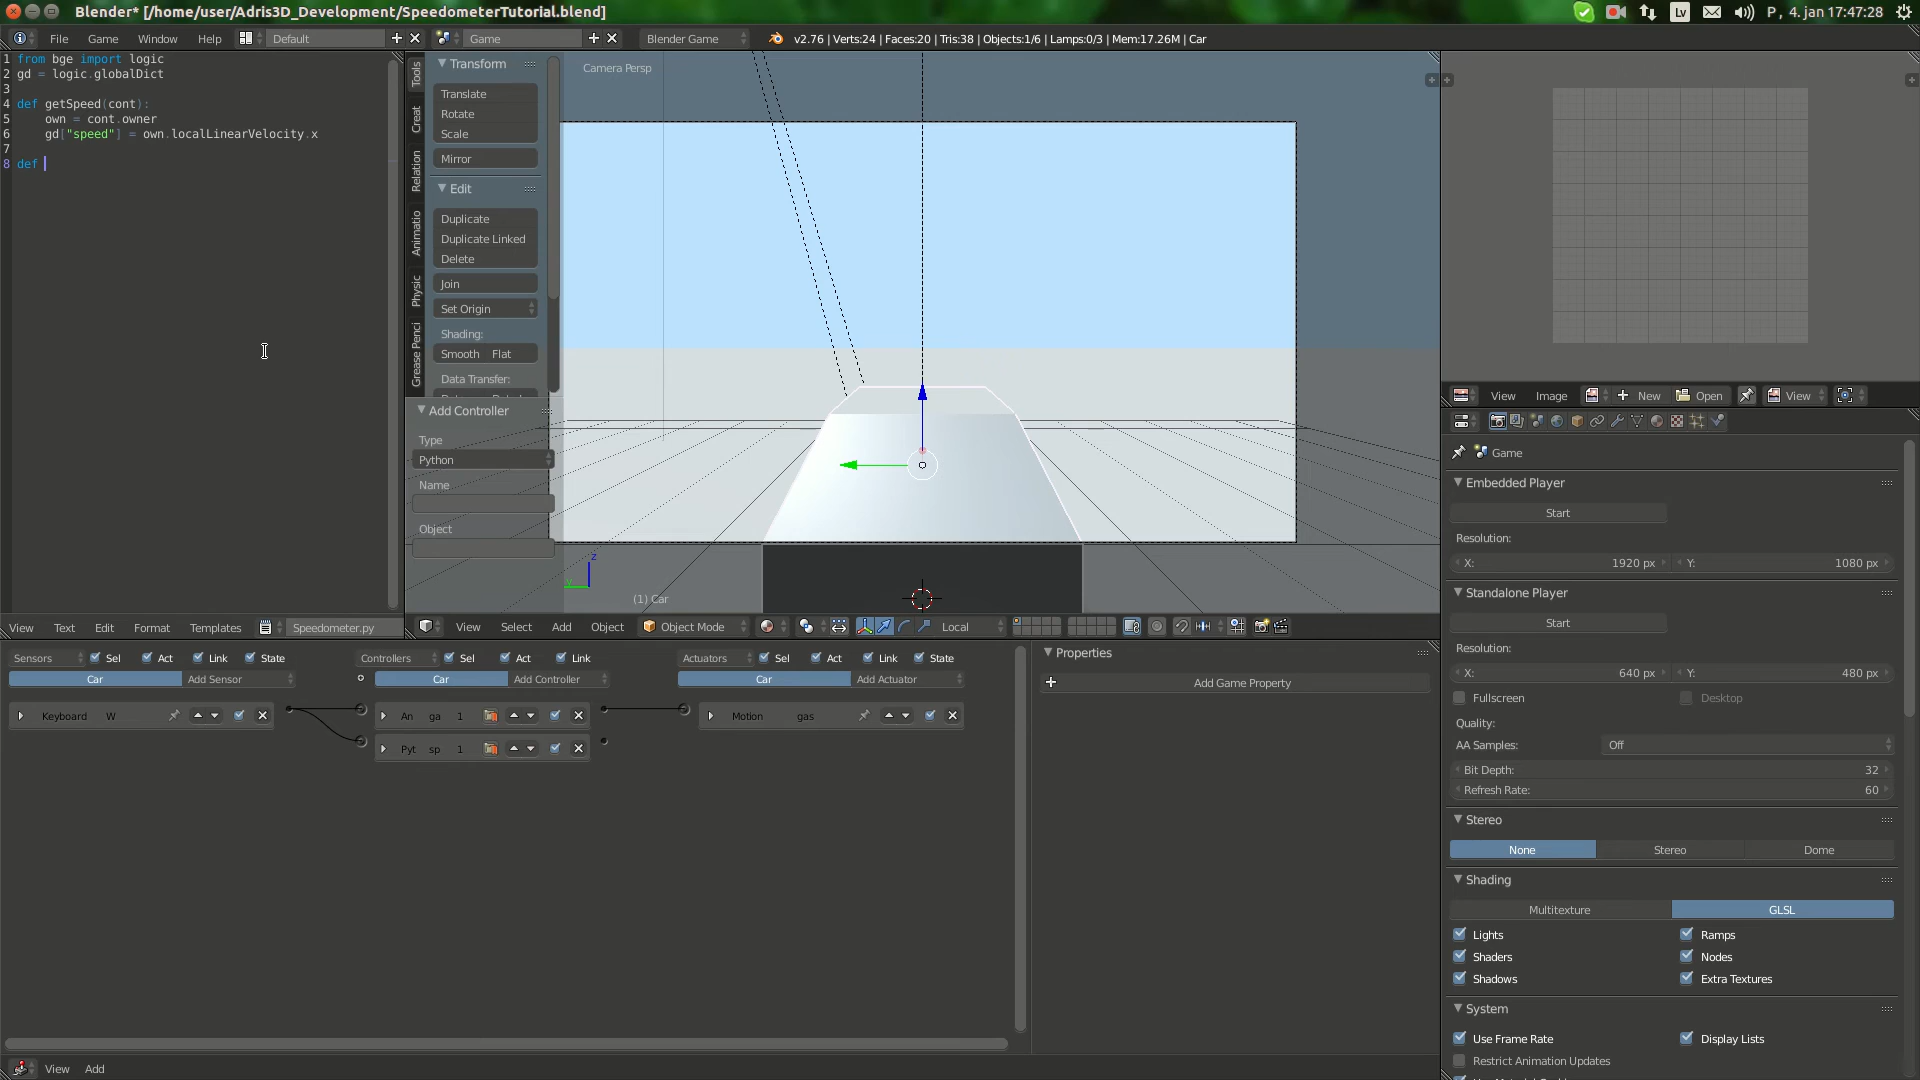 Blender* [/home/user/Adris3D_Development/SpeedometerTutorial.blend]
Lv
P , 4. jan 17:47:28
File Game Window Help Default Game Blender Game v2.76 | Verts:24 | Faces:20 | Tris:38 | Objects:1/6 | Lamps:0/3 | Mem:17.26M | Car
1 from bge import logic
2 gd = logic.globalDict
3
4 def getSpeed(cont):
5 own = cont.owner
6 gd["speed"] = own.localLinearVelocity.x
7
8 def
View Text Edit Format Templates Speedometer.py
Tools
Creat
Relation
Animatio
Physic
Grease Penci
Transform
Translate
Rotate
Scale
Mirror
Edit
Duplicate
Duplicate Linked
Delete
Join
Set Origin
Shading:
Smooth Flat
Data Transfer:
Add Controller
Type
Python
Name
Object
Camera Persp
z
y
(1) Car
View Select Add Object Object Mode Local
View Image New Open View
Game
Embedded Player
Start
Resolution:
X: 1920 px Y: 1080 px
Standalone Player
Start
Resolution:
X: 640 px Y: 480 px
Fullscreen Desktop
Quality:
AA Samples: Off
Bit Depth: 32
Refresh Rate: 60
Stereo
None Stereo Dome
Shading
Multitexture GLSL
Lights Ramps
Shaders Nodes
Shadows Extra Textures
System
Use Frame Rate Display Lists
Restrict Animation Updates
Sensors Sel Act Link State Controllers Sel Act Link Actuators Sel Act Link State
Car Add Sensor Car Add Controller Car Add Actuator
Keyboard W An ga 1 Motion gas
Pyt sp 1
Properties
Add Game Property
View Add